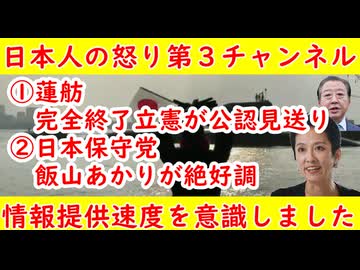 日本人の怒り第３チャンネル
①蓮舫
完全終了立憲が公認見送り
②日本保守党
飯山あかりが絶好調
情報提供速度を意識しました